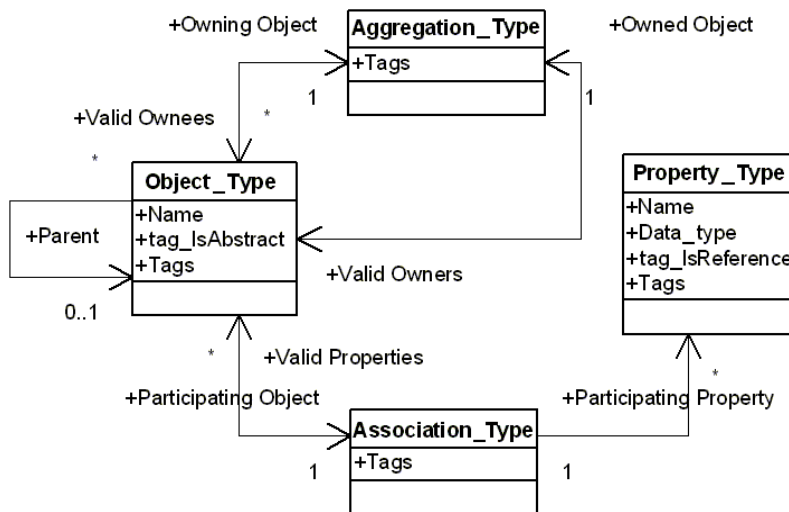 +Owning Object
Aggregation_Type
+Owned Object
+Tags
1
1
+Valid Ownees
*
*
Object_Type
+Name
+tag_IsAbstract
+Tags
+Parent
0..1
+Valid Owners
Property_Type
+Name
+Data_type
+tag_IsReference
+Tags
*
+Valid Properties
*
+Participating Object
+Participating Property
Association_Type
+Tags
1
1